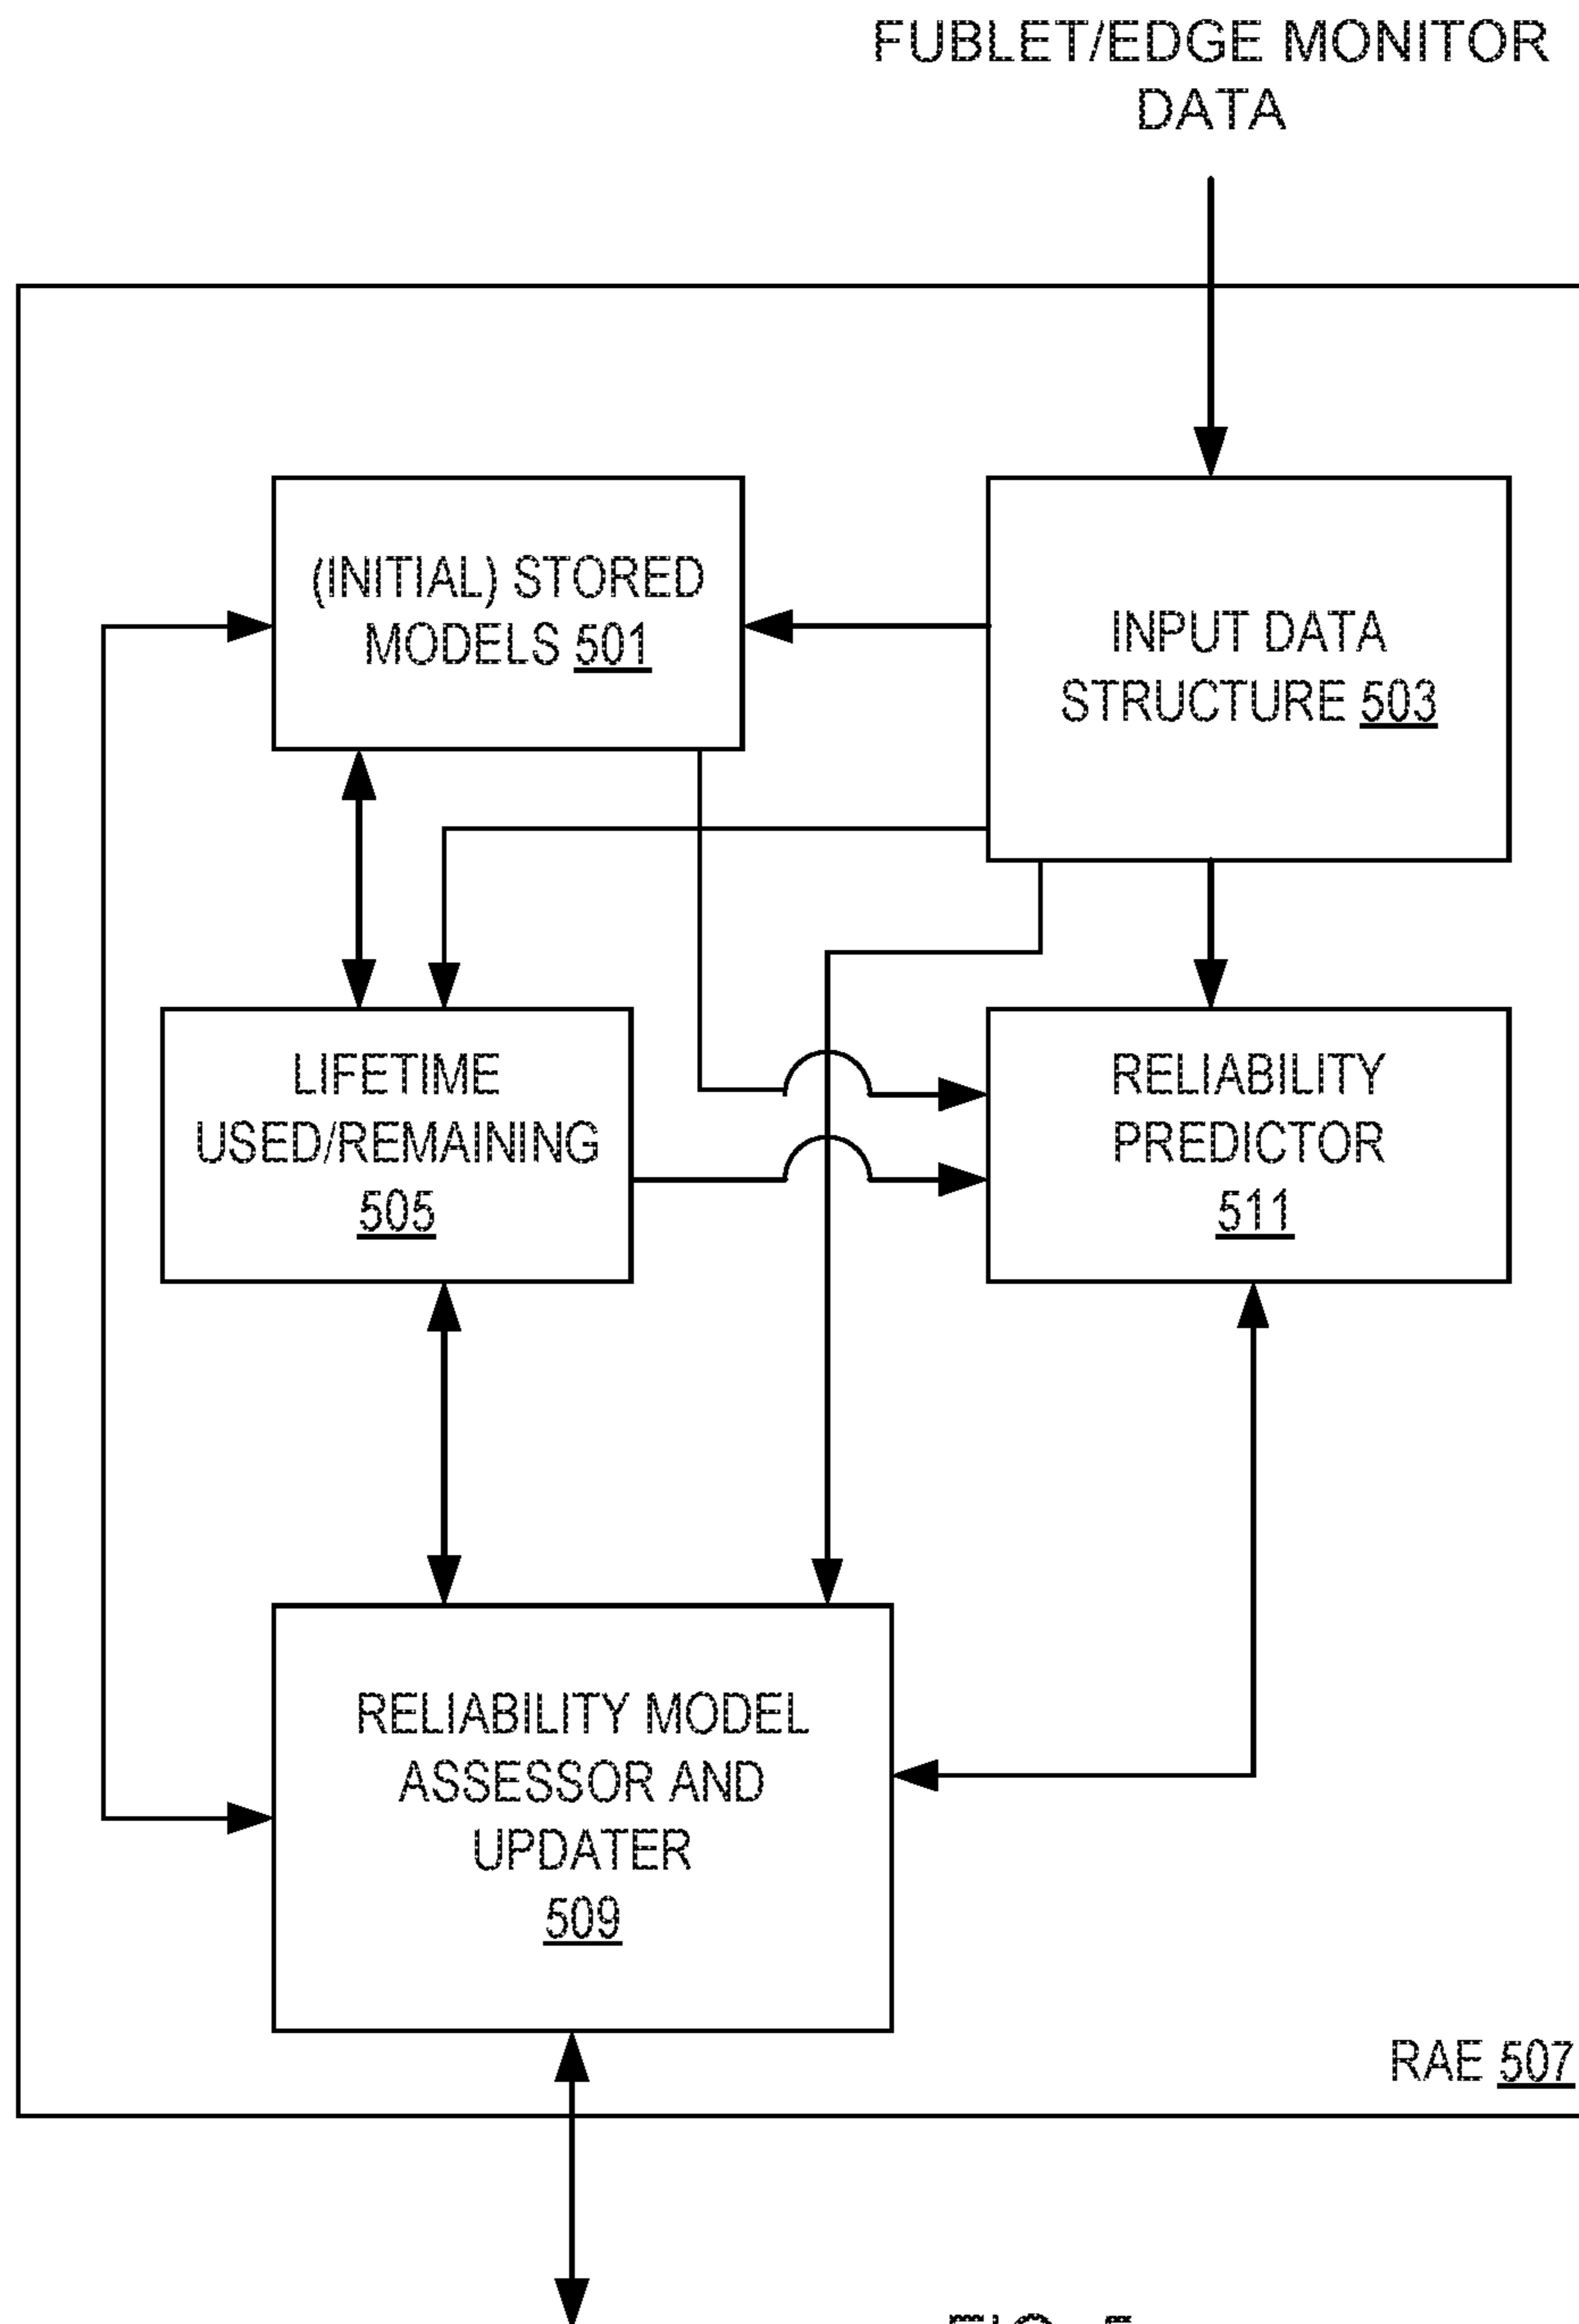 FUBLET/EDGE MONITOR
DATA
(INITIAL) STORED
MODELS 501
INPUT DATA
STRUCTURE 503
LIFETIME
USED/REMAINING
505
RELIABILITY
PREDICTOR
511
RELIABILITY MODEL
ASSESSOR AND
UPDATER
509
RAE 507